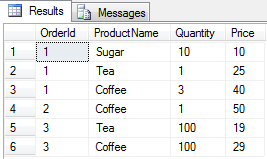 Results Messages
OrderId ProductName Quantity Price
1 1 Sugar 10 10
2 1 Tea 1 25
3 1 Coffee 3 40
4 2 Coffee 1 50
5 3 Tea 100 19
6 3 Coffee 100 29